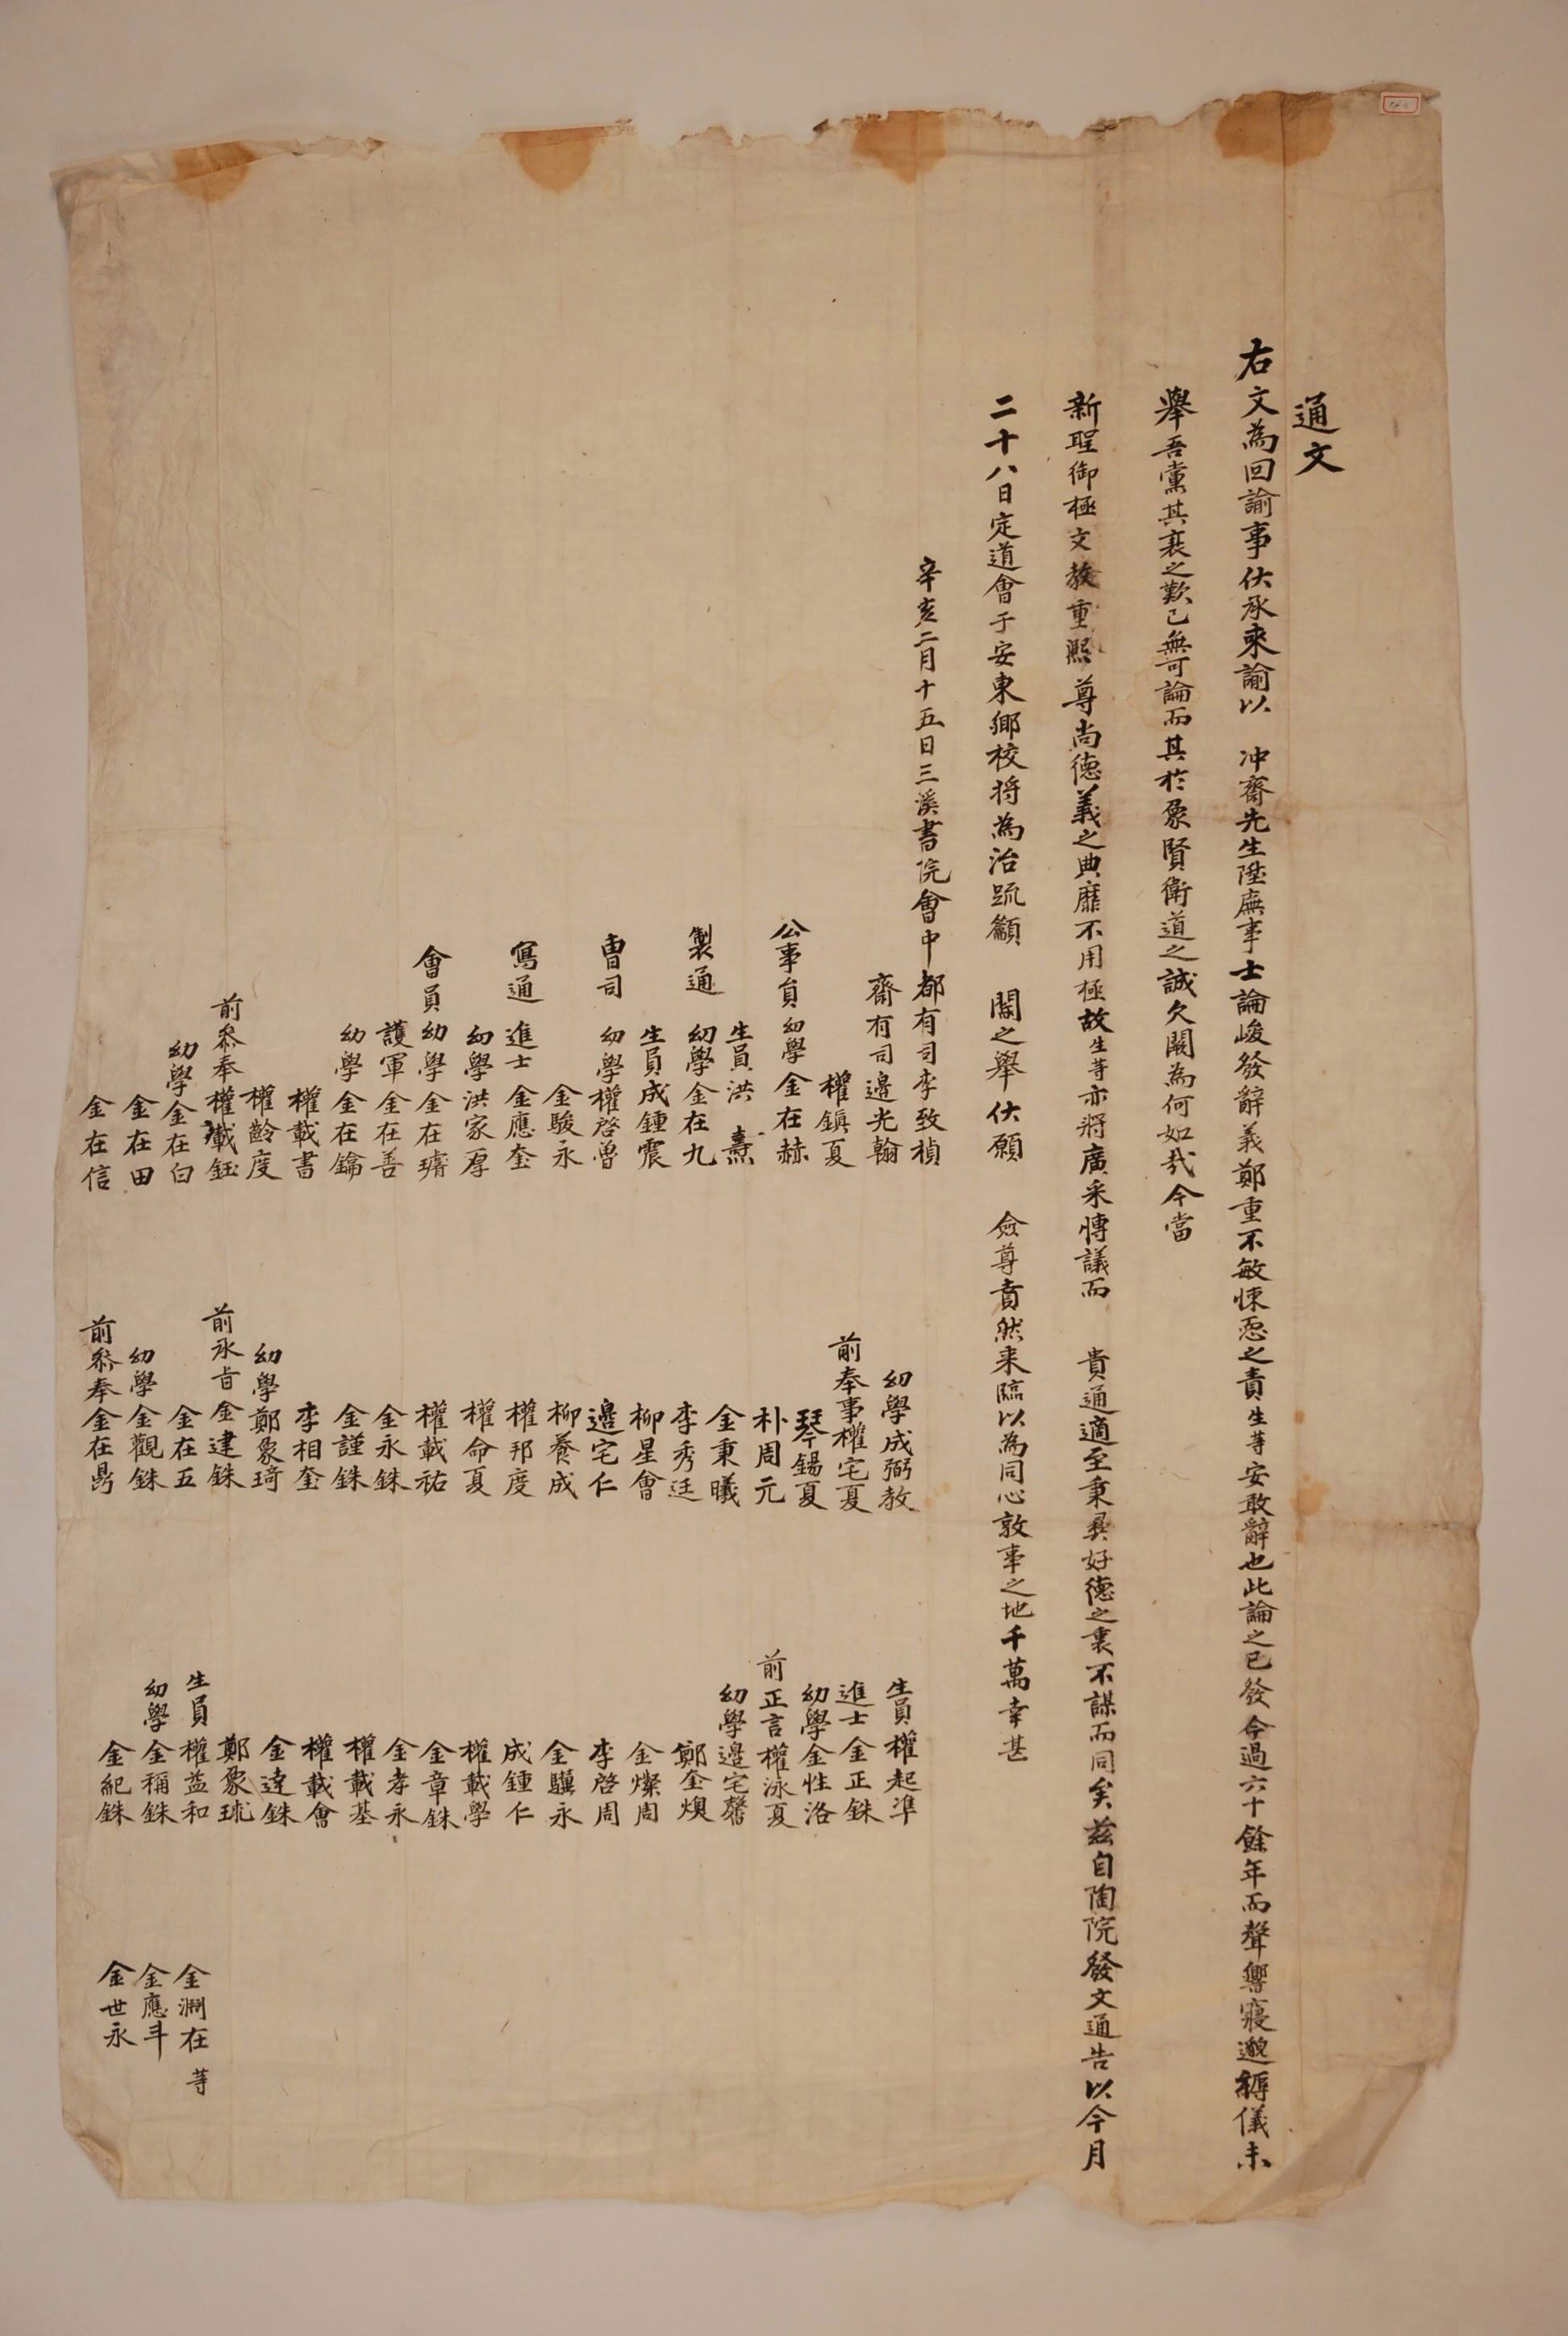 通文
右文為回諭事伏承來諭以 冲齋先生陞廡事士論峻發辭義鄭重不敏悚恧之責生等安敢辭也此論之已發今過六十餘年而聲響寢邈縟儀未
舉吾黨其衰之歎已無可論而其於象賢衛道之誠欠闕為何如哉今當
新聖御極文教重熙尊尚德義之典靡不用極故生等亦將廣采博議而 貴通適至秉彛好德之衷不謀而同矣玆自陶院發文通告以今月
二十八日定道會于安東鄉校將為治疏籲 閤之舉伏願 僉尊賁然来臨以為同心敦事之地千萬幸甚
辛亥二月十五日三溪書院會中都有司李致楨
齋有司邊光翰
權鎮夏
公事員幼學金在赫
生員洪 熹
製通 幼學金在九
生員成鍾震
曺司 幼學權啓曽
金駿永
寫通 進士金應奎
幼學洪家厚
會員幼學金在璿
護軍金在善
幼學金在鑰
權載書
權齡度
前參奉權載鈺
幼學金在白
金在田
金在信
幼學成弼教
前奉事權宅夏
琴錫夏
朴周元
金秉曦
李秀廷
柳星會
邊宅仁
柳養成
權邦度
權命夏
權載祐
金永銖
金謹銖
李相奎
幼學鄭象琦
前承旨金建銖
金在五
幼學金觀銖
前參奉金在昺
生員權起準
進士金正銖
幼學金性洛
前正言權泳夏
幼學邊宅馨
鄭奎煥
金燦周
李啓周
金驥永
成鍾仁
權載學
金章銖
金孝永
權載基
權載會
金達銖
鄭象球
生員權益和
幼學金稱銖
金紀銖
金淵在 等
金應斗
金世永